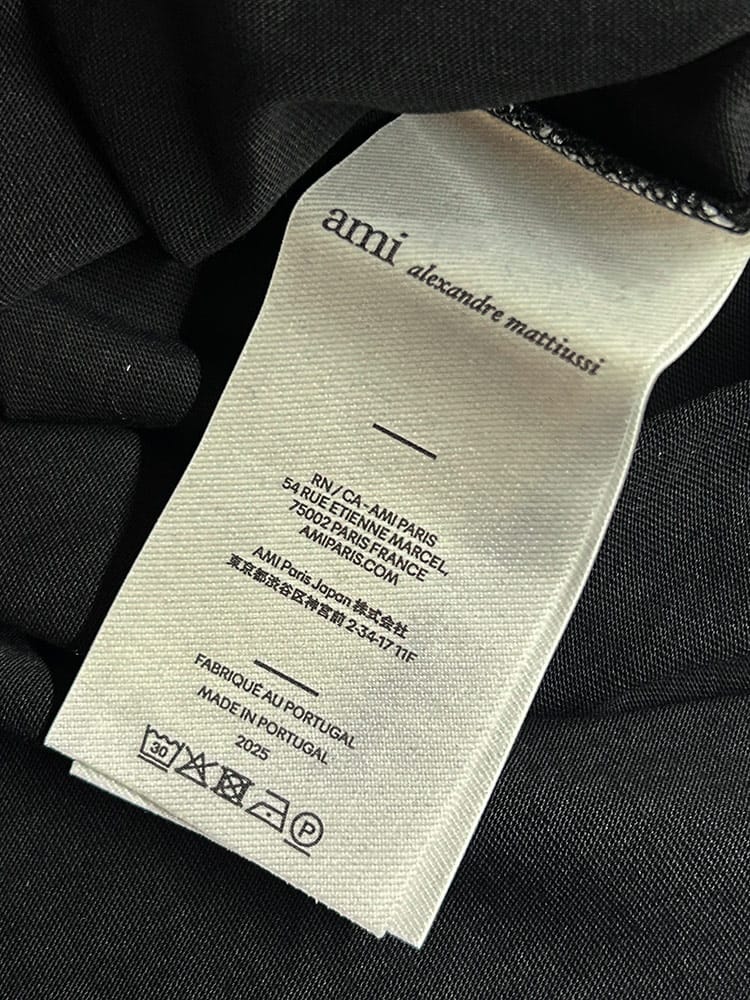 ami alexandre mattiussi
RN / CA - AMI PARIS
54 RUE ETIENNE MARCEL,
75002 PARIS FRANCE
AMIPARIS.COM
AMI Paris Japan 株式会社
東京都渋谷区神宮前 2-34-17 11F
FABRIQUÉ AU PORTUGAL
MADE IN PORTUGAL
2025
30
P